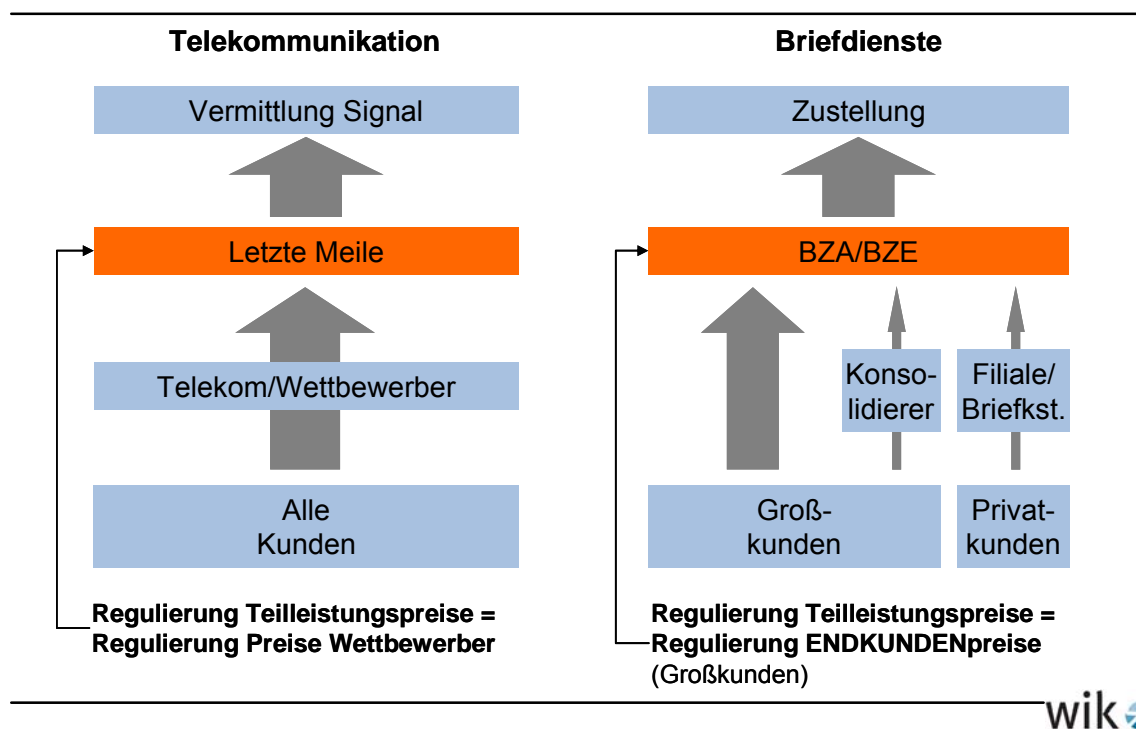 Telekommunikation
Vermittlung Signal
Letzte Meile
Telekom/Wettbewerber
Alle
Kunden
Regulierung Teilleistungspreise =
Regulierung Preise Wettbewerber
Briefdienste
Zustellung
BZA/BZE
Konso-
lidierer
Filiale/
Briefkst.
Groß-
kunden
Privat-
kunden
Regulierung Teilleistungspreise =
Regulierung ENDKUNDENpreise
(Großkunden)
wik